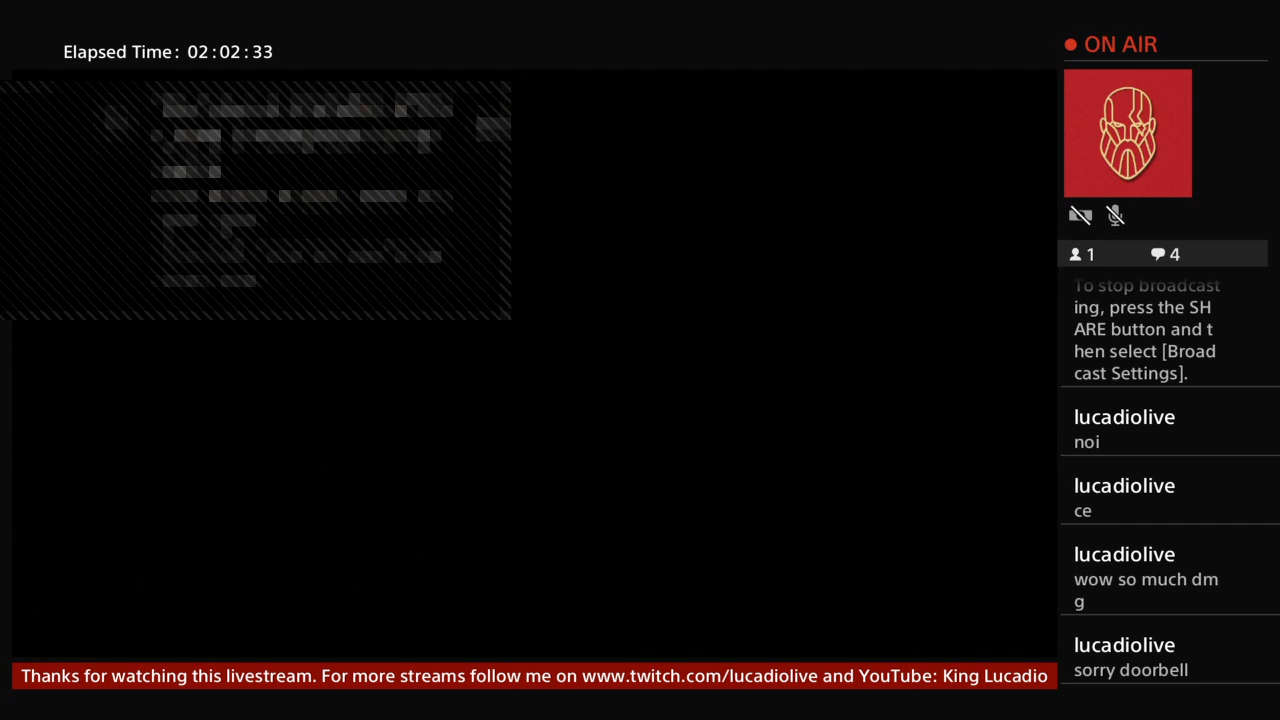 Elapsed Time: 02:02:33
ON AIR
1 4
To stop broadcast
ing, press the SH
ARE button and t
hen select [Broad
cast Settings].
lucadiolive
noi
lucadiolive
ce
lucadiolive
wow so much dm
g
lucadiolive
sorry doorbell
Thanks for watching this livestream. For more streams follow me on www.twitch.com/lucadiolive and YouTube: King Lucadio